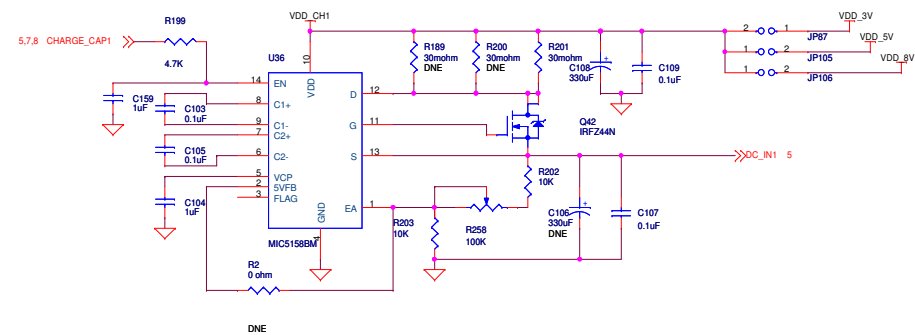 VDD_CH1
VDD_3V
VDD_5V
VDD_8V
R199
4.7K
5,7,8 CHARGE_CAP1
2 1
JP87
1 2
JP105
1 2
JP106
U36
10
VDD
14 EN
8 C1+
9 C1-
7 C2+
6 C2-
5 VCP
2 5VFB
3 FLAG
GND
4
D 12
G 11
S 13
EA 1
MIC5158BM
C159
1uF
C103
0.1uF
C105
0.1uF
C104
1uF
R2
0 ohm
DNE
R189
30mohm
DNE
R200
30mohm
DNE
R201
30mohm
C108
330uF
+
C109
0.1uF
Q42
IRFZ44N
DC_IN1 5
R202
10K
R203
10K
R258
100K
C106
330uF
DNE
+
C107
0.1uF